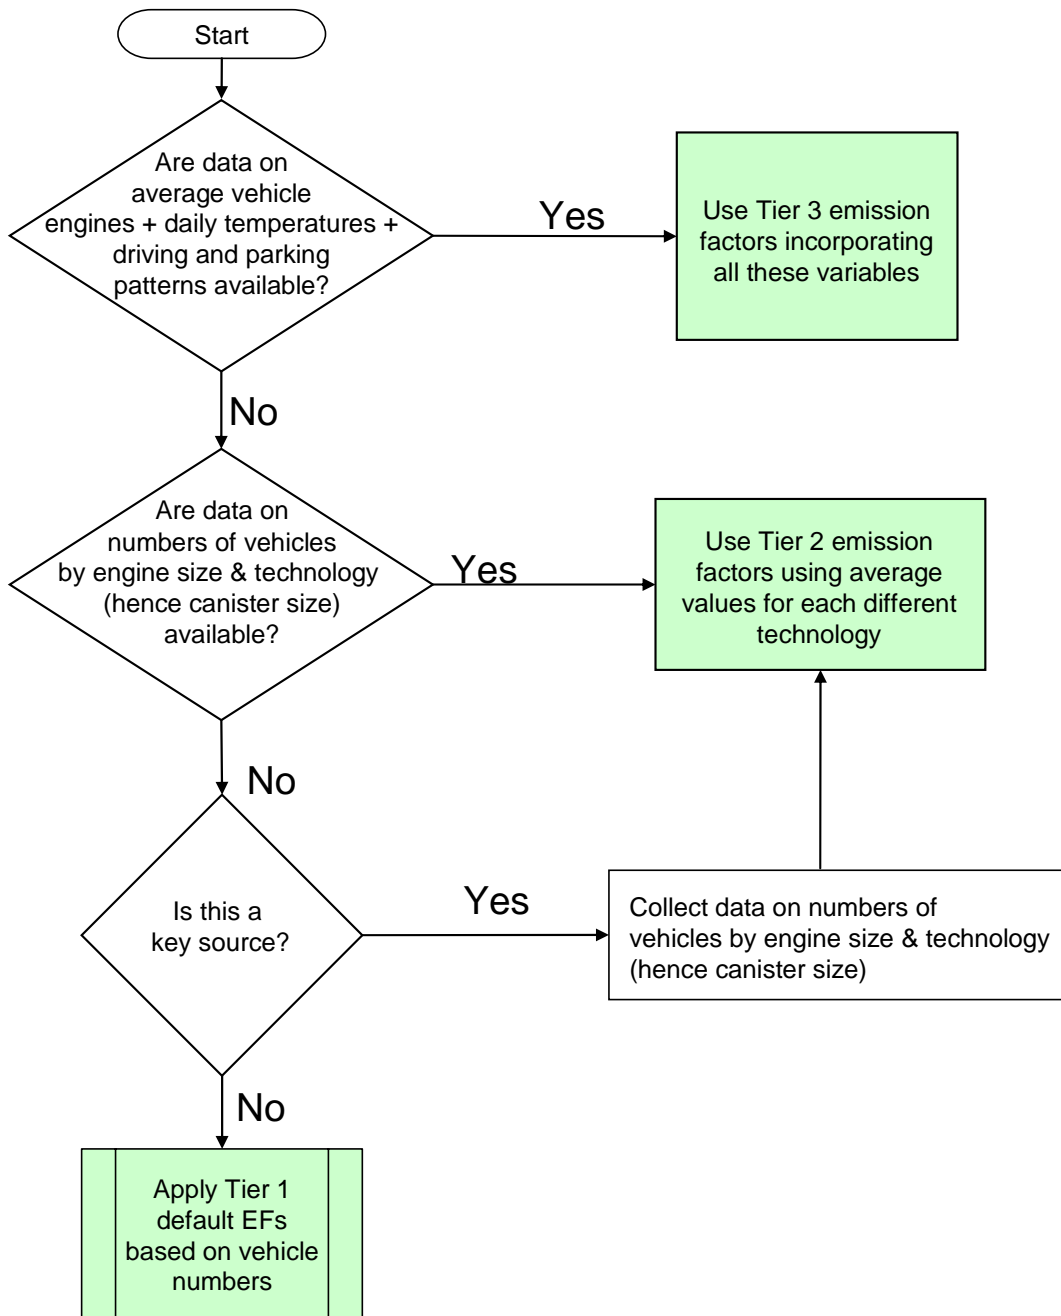 Start
Are data on
average vehicle
engines + daily temperatures +
driving and parking
patterns available?
Yes
Use Tier 3 emission
factors incorporating
all these variables
No
Are data on
numbers of vehicles
by engine size & technology
(hence canister size)
available?
Yes
Use Tier 2 emission
factors using average
values for each different
technology
No
Is this a
key source?
Yes
Collect data on numbers of
vehicles by engine size & technology
(hence canister size)
No
Apply Tier 1
default EFs
based on vehicle
numbers